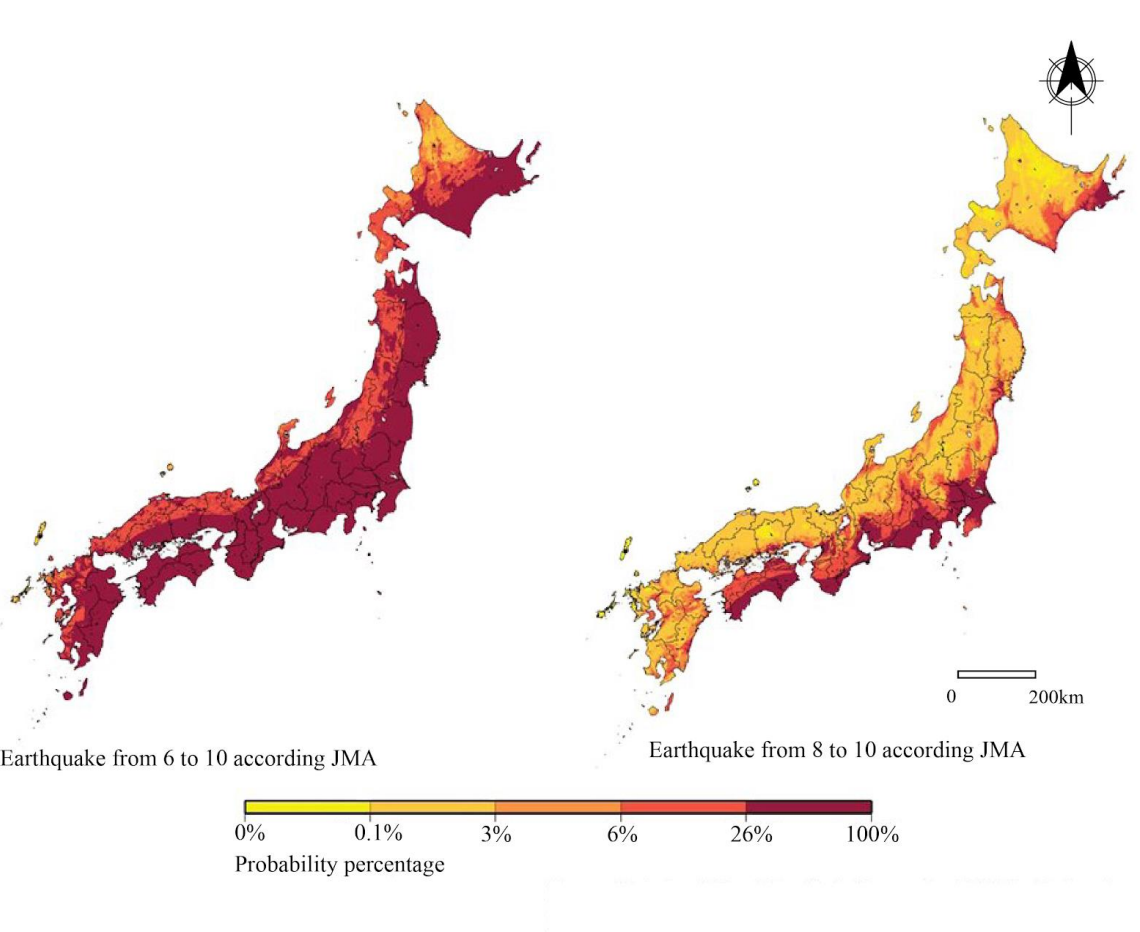 0
200km
Earthquake from 6 to 10 according JMA
Earthquake from 8 to 10 according JMA
0%
0.1%
3%
6%
26%
100%
Probability percentage